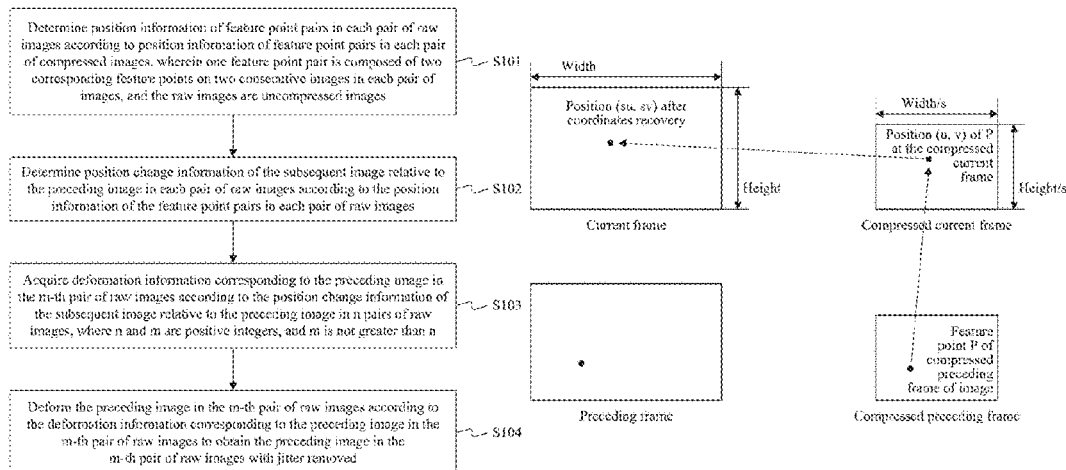 Determine position information of feature point pairs in each pair of raw
images according to position information of feature point pairs in each pair
of compressed images, wherein one feature point pair is composed of two
corresponding feature points on two consecutive images in each pair of
images, and the raw images are uncompressed images
S101
Determine position change information of the subsequent image relative to
the preceding image in each pair of raw images according to the position
information of the feature point pairs in each pair of raw images
S102
Acquire deformation information corresponding to the preceding image in
the m-th pair of raw images according to the position change information of
the subsequent image relative to the preceding image in n pairs of raw
images, where n and m are positive integers, and m is not greater than n
S103
Deform the preceding image in the m-th pair of raw images according to
the deformation information corresponding to the preceding image in the
m-th pair of raw images to obtain the preceding image in the
m-th pair of raw images with jitter removed
S104
Width
Position (su, sv) after
coordinates recovery
Height
Current frame
Width/s
Position (u, v) of P
at the compressed
current
frame
Height/s
Compressed current frame
Preceding frame
Feature
point P of
compressed
preceding
frame of image
Compressed preceding frame